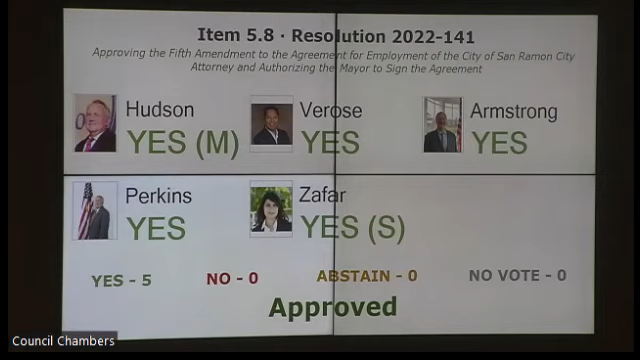 Item 5.8 · Resolution 2022-141
Approving the Fifth Amendment to the Agreement for Employment of the City of San Ramon City
Attorney and Authorizing the Mayor to Sign the Agreement
Hudson
YES (M)
Verose
YES
Armstrong
YES
Perkins
YES
Zafar
YES (S)
YES - 5
NO - 0
ABSTAIN - 0
NO VOTE - 0
Approved
Council Chambers